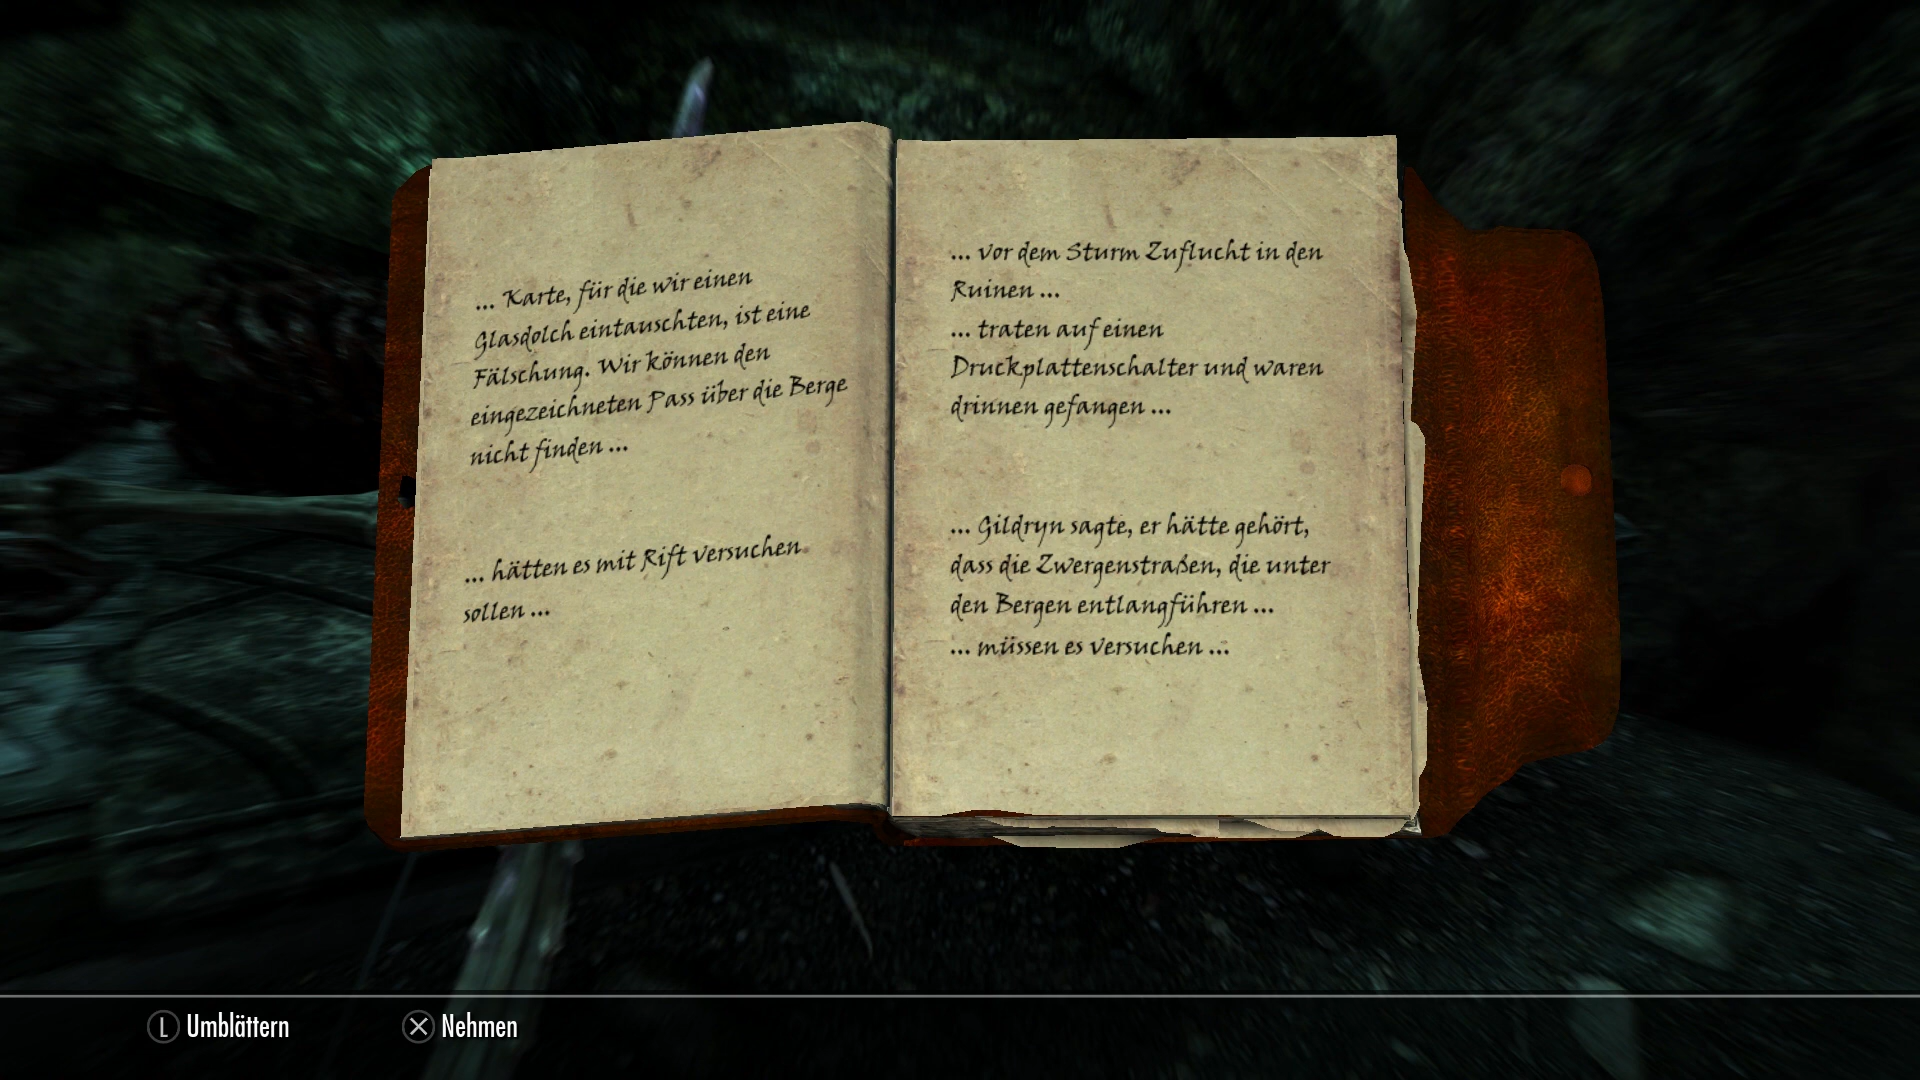 ... Karte, für die wir einen
Glasdolch eintauschten, ist eine
Fälschung. Wir können den
eingezeichneten Pass über die Berge
nicht finden ...
... hätten es mit Rift versuchen
sollen ...
... vor dem Sturm Zuflucht in den
Ruinen ...
... traten auf einen
Druckplattenschalter und waren
drinnen gefangen ...
... Gildryn sagte, er hätte gehört,
dass die Zwergenstraßen, die unter
den Bergen entlangführen ...
... müssen es versuchen ...
L Umblättern
X Nehmen